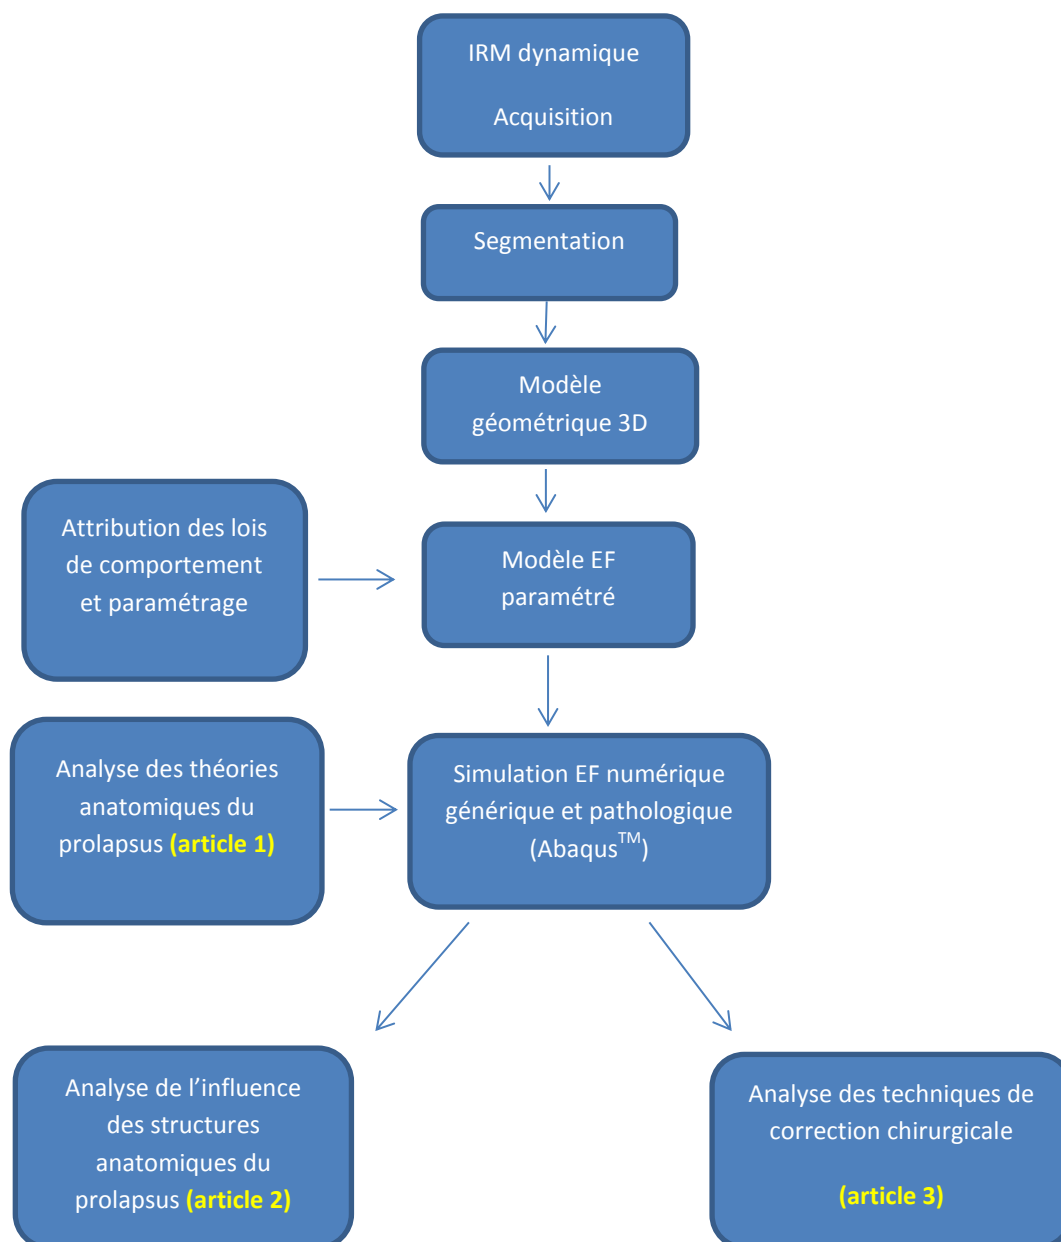 IRM dynamique
Acquisition
Segmentation
Modèle
géométrique 3D
Attribution des lois
de comportement
et paramétrage
Modèle EF
paramétré
Analyse des théories
anatomiques du
prolapsus (article 1)
Simulation EF numérique
générique et pathologique
(Abaqus™)
Analyse de l’influence
des structures
anatomiques du
prolapsus (article 2)
Analyse des techniques de
correction chirurgicale
(article 3)